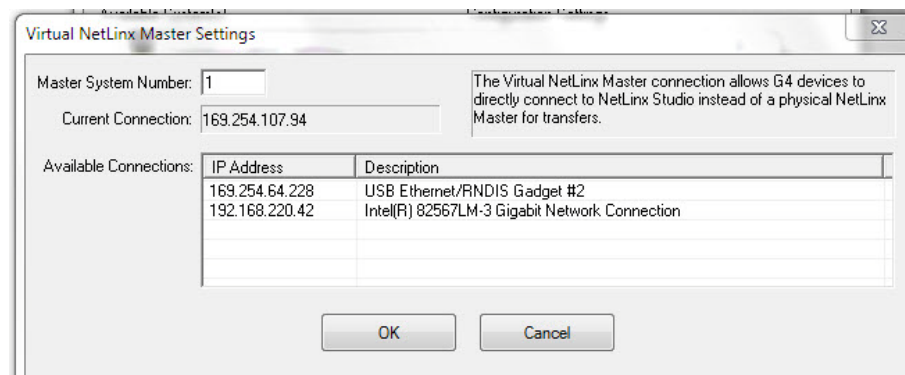 Virtual NetLinx Master Settings
Master System Number: 1
The Virtual NetLinx Master connection allows G4 devices to
directly connect to NetLinx Studio instead of a physical NetLinx
Master for transfers.
Current Connection: 169.254.107.94
Available Connections:
IP Address Description
169.254.64.228 USB Ethernet/RNDIS Gadget #2
192.168.220.42 Intel(R) 82567LM-3 Gigabit Network Connection
OK Cancel